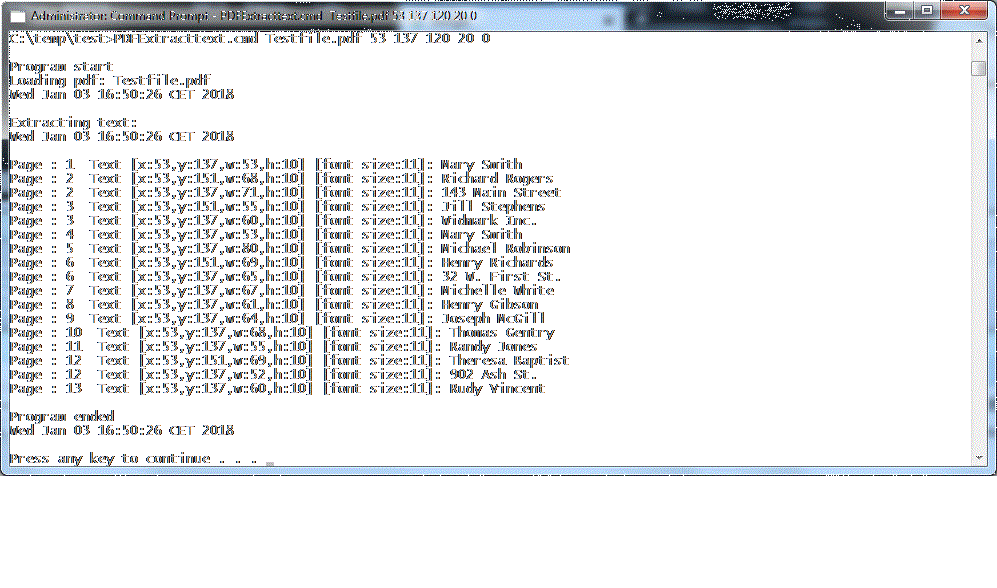 Administrator: Command Prompt - PDFExtracttext.cmd Testfile.pdf 53 137 120 20 0
C:\temp\test>PDFExtracttext.cmd Testfile.pdf 53 137 120 20 0
Program start
Loading pdf: Testfile.pdf
Wed Jan 03 16:50:26 CET 2018
Extracting text:
Wed Jan 03 16:50:26 CET 2018
Page : 1  Text [x:53,y:137,w:53,h:10] [font size:11]: Mary Smith
Page : 2  Text [x:53,y:151,w:68,h:10] [font size:11]: Richard Rogers
Page : 2  Text [x:53,y:137,w:71,h:10] [font size:11]: 143 Main Street
Page : 3  Text [x:53,y:151,w:55,h:10] [font size:11]: Jill Stephens
Page : 3  Text [x:53,y:137,w:60,h:10] [font size:11]: Vidmark Inc.
Page : 4  Text [x:53,y:137,w:53,h:10] [font size:11]: Mary Smith
Page : 5  Text [x:53,y:137,w:80,h:10] [font size:11]: Michael Robinson
Page : 6  Text [x:53,y:151,w:69,h:10] [font size:11]: Henry Richards
Page : 6  Text [x:53,y:137,w:65,h:10] [font size:11]: 32 W. First St.
Page : 7  Text [x:53,y:137,w:67,h:10] [font size:11]: Michelle White
Page : 8  Text [x:53,y:137,w:61,h:10] [font size:11]: Henry Gibson
Page : 9  Text [x:53,y:137,w:64,h:10] [font size:11]: Joseph McGill
Page : 10  Text [x:53,y:137,w:68,h:10] [font size:11]: Thomas Gentry
Page : 11  Text [x:53,y:137,w:55,h:10] [font size:11]: Randy Jones
Page : 12  Text [x:53,y:151,w:69,h:10] [font size:11]: Theresa Baptist
Page : 12  Text [x:53,y:137,w:52,h:10] [font size:11]: 902 Ash St.
Page : 13  Text [x:53,y:137,w:60,h:10] [font size:11]: Rudy Vincent
Program ended
Wed Jan 03 16:50:26 CET 2018
Press any key to continue . . . _